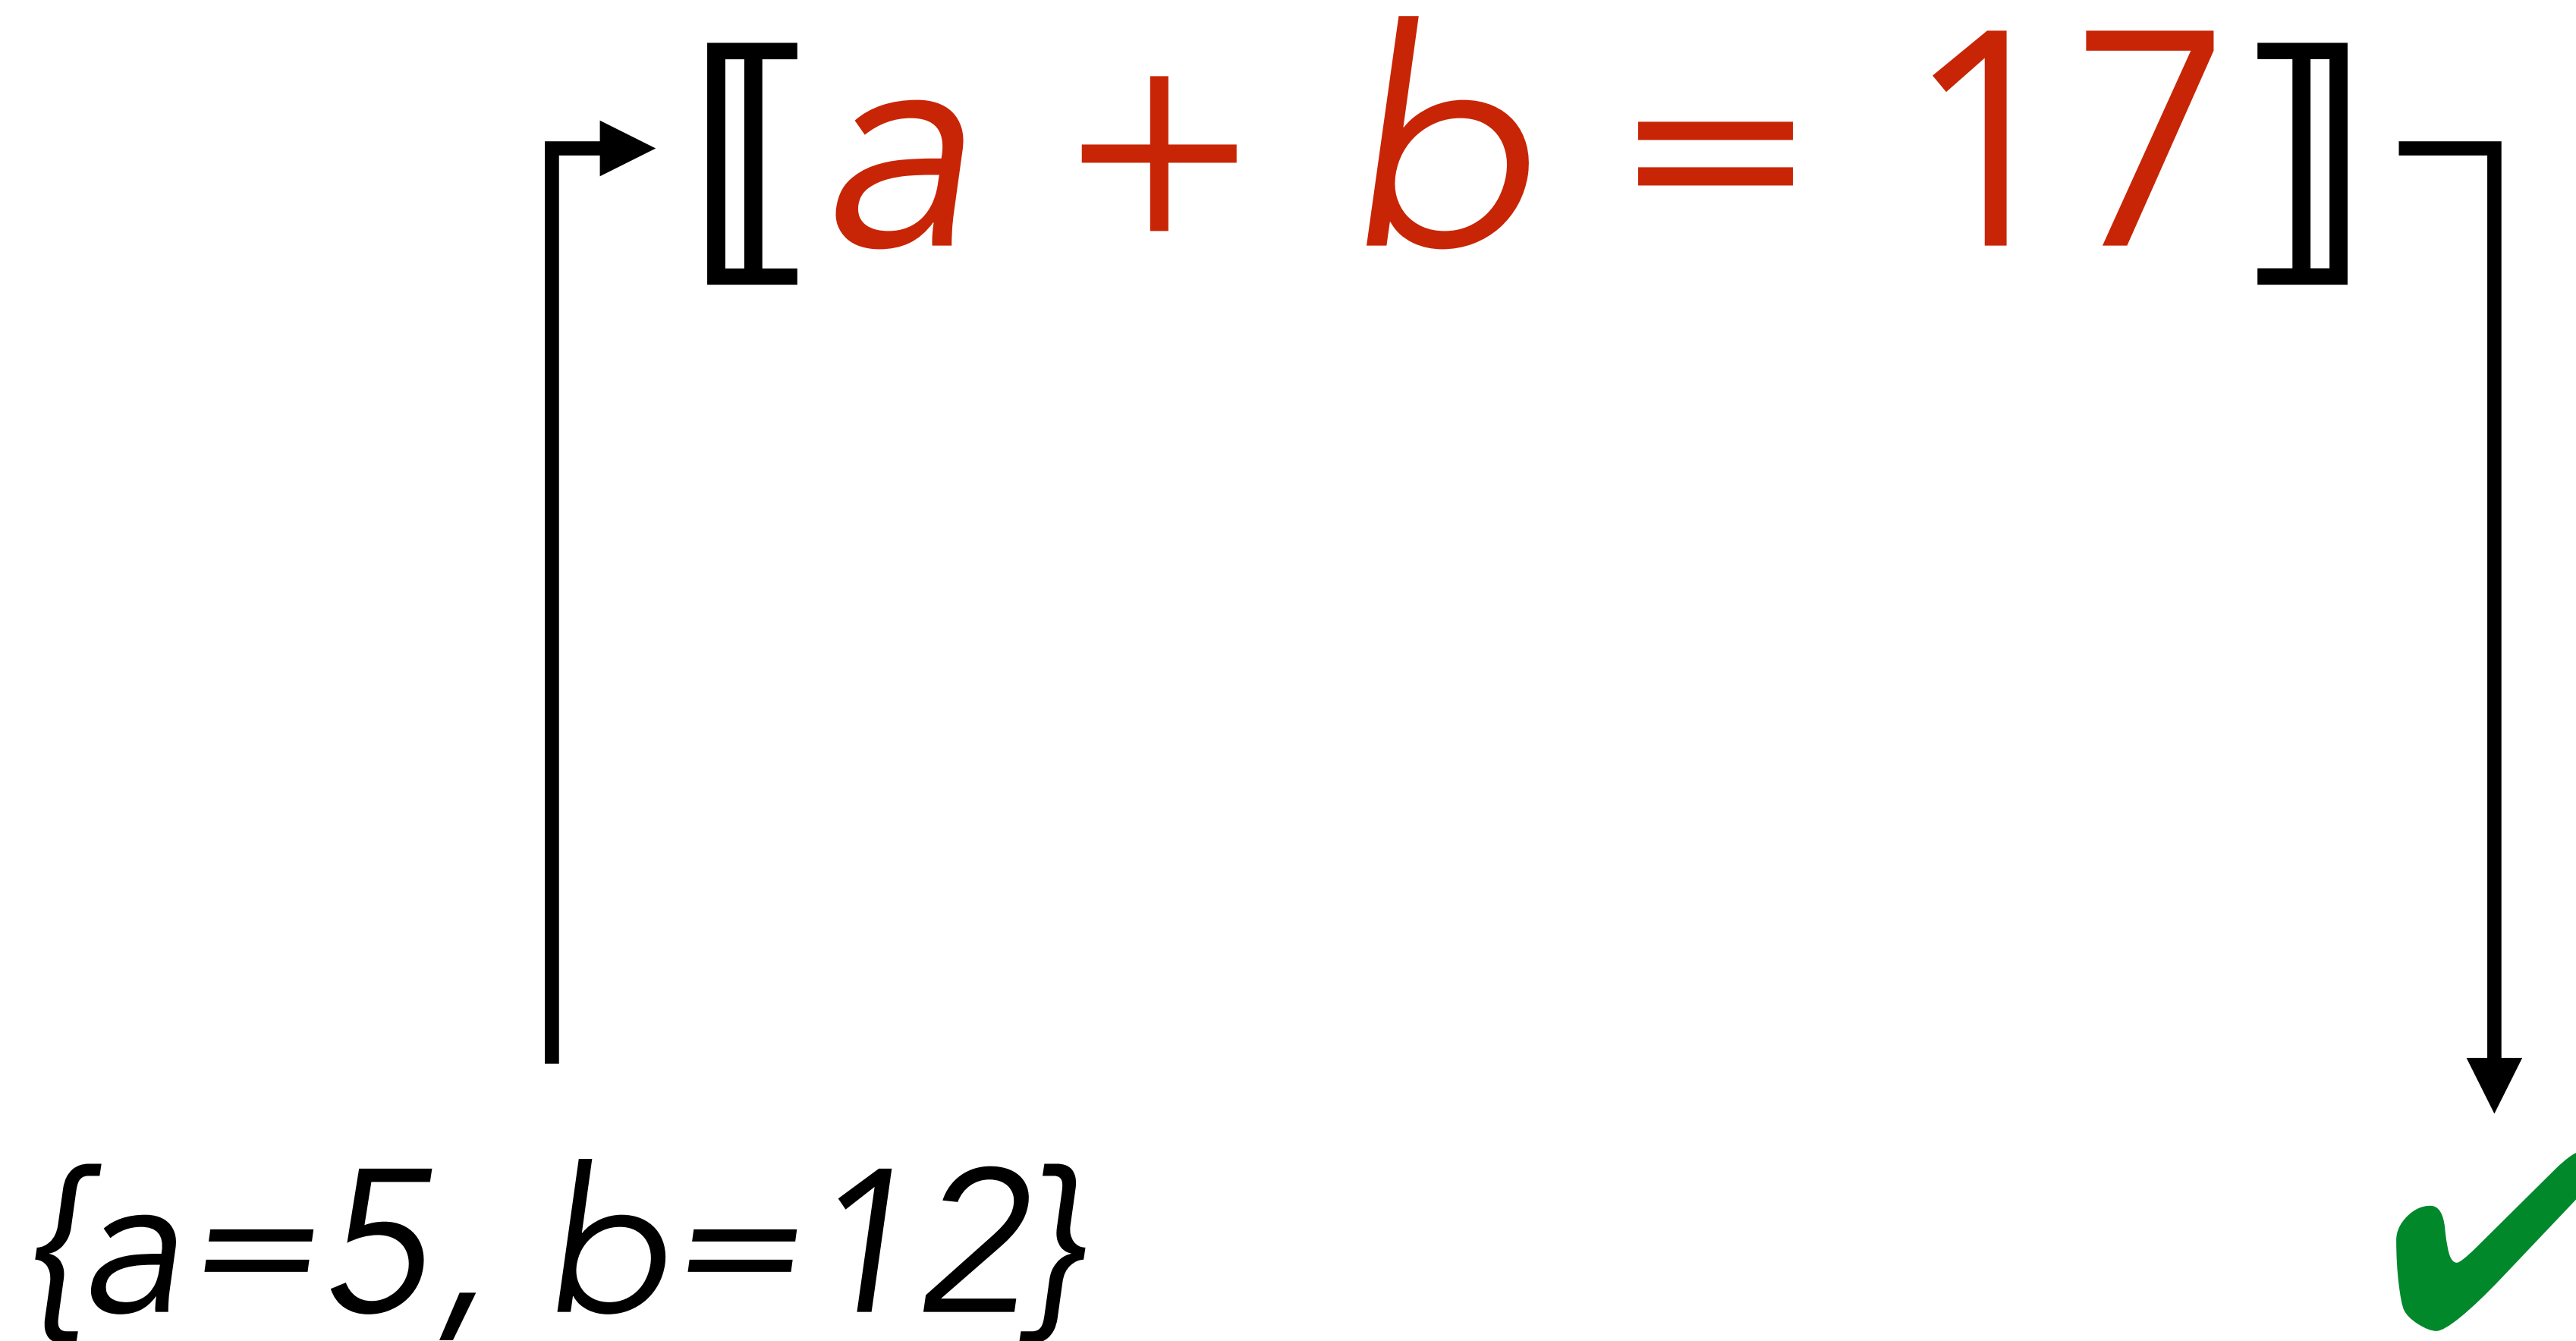 ⟦a + b = 17⟧
{a=5, b=12}
✔